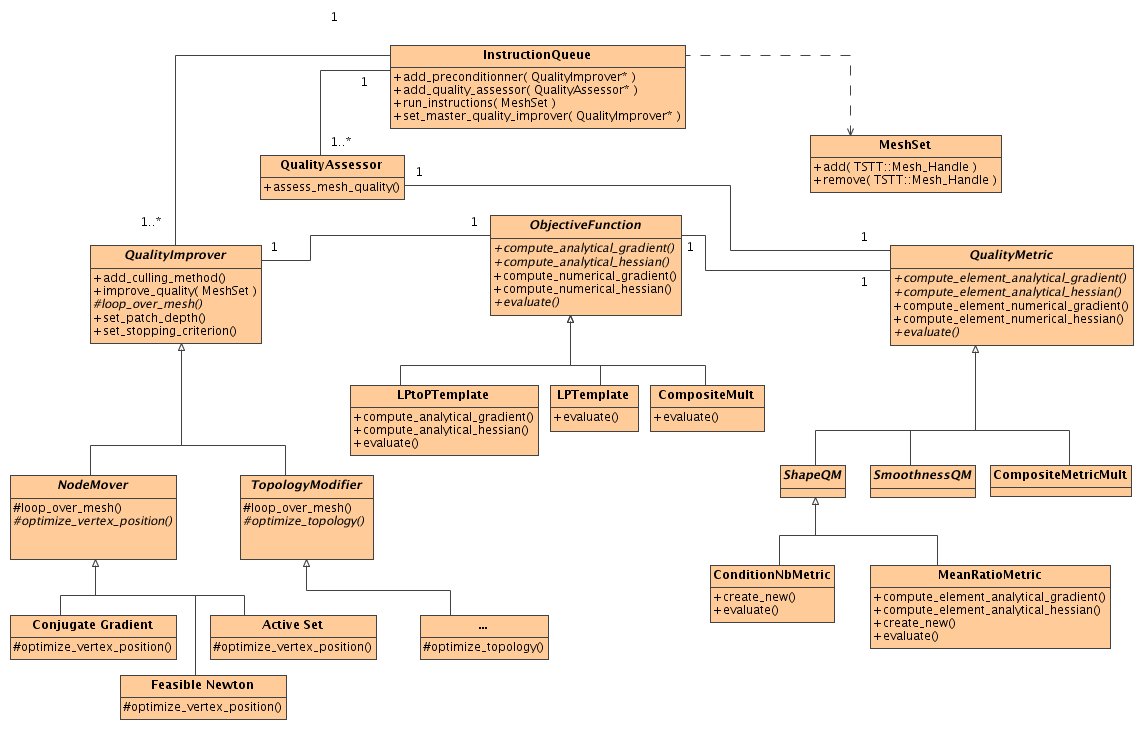 1
InstructionQueue
+add_preconditionner( QualityImprover* )
+add_quality_assessor( QualityAssessor* )
+run_instructions( MeshSet )
+set_master_quality_improver( QualityImprover* )
1
1..*
MeshSet
+add( TSTT::Mesh_Handle )
+remove( TSTT::Mesh_Handle )
QualityAssessor
+assess_mesh_quality()
1
1
1..*
QualityImprover
+add_culling_method()
+improve_quality( MeshSet )
#loop_over_mesh()
+set_patch_depth()
+set_stopping_criterion()
1
1
ObjectiveFunction
+compute_analytical_gradient()
+compute_analytical_hessian()
+compute_numerical_gradient()
+compute_numerical_hessian()
+evaluate()
1
1
QualityMetric
+compute_element_analytical_gradient()
+compute_element_analytical_hessian()
+compute_element_numerical_gradient()
+compute_element_numerical_hessian()
+evaluate()
LPtoPTemplate
+compute_analytical_gradient()
+compute_analytical_hessian()
+evaluate()
LPTemplate
+evaluate()
CompositeMult
+evaluate()
NodeMover
#loop_over_mesh()
#optimize_vertex_position()
TopologyModifier
#loop_over_mesh()
#optimize_topology()
ShapeQM
SmoothnessQM
CompositeMetricMult
ConditionNbMetric
+create_new()
+evaluate()
MeanRatioMetric
+compute_element_analytical_gradient()
+compute_element_analytical_hessian()
+create_new()
+evaluate()
Conjugate Gradient
#optimize_vertex_position()
Active Set
#optimize_vertex_position()
...
#optimize_topology()
Feasible Newton
#optimize_vertex_position()